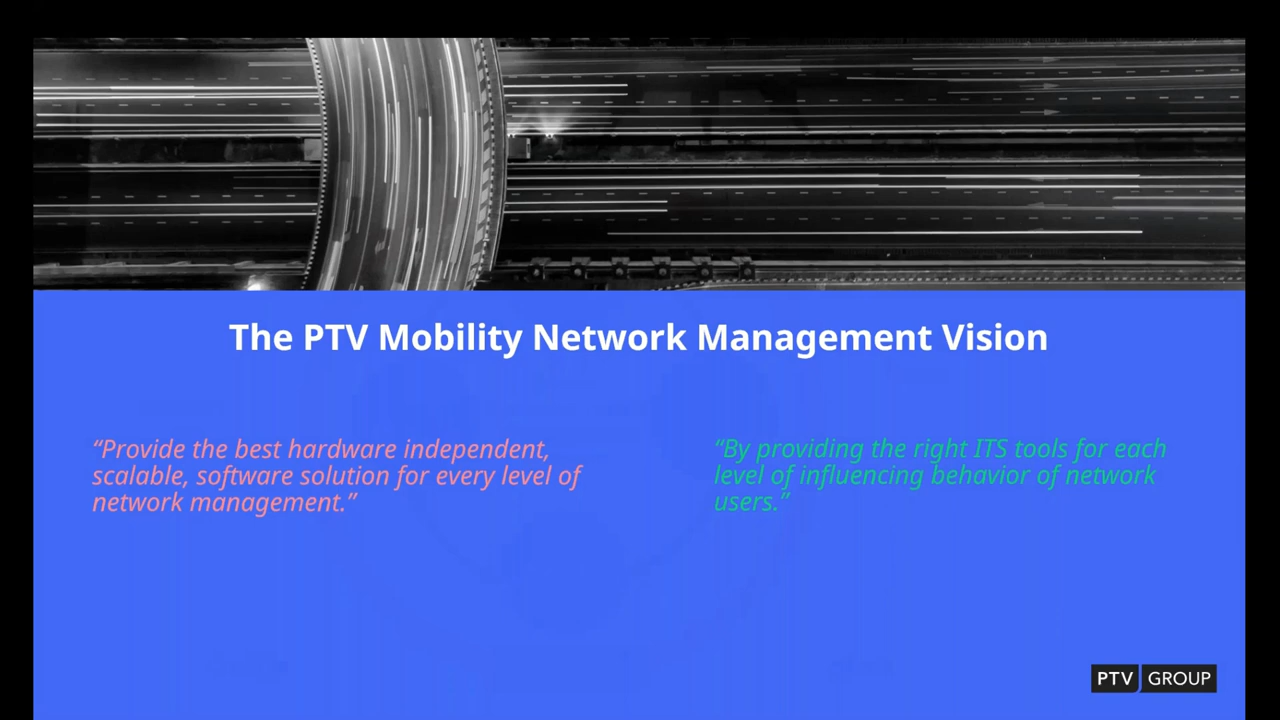 The PTV Mobility Network Management Vision
“Provide the best hardware independent,
scalable, software solution for every level of
network management.”
“By providing the right ITS tools for each
level of influencing behavior of network
users.”
PTV GROUP